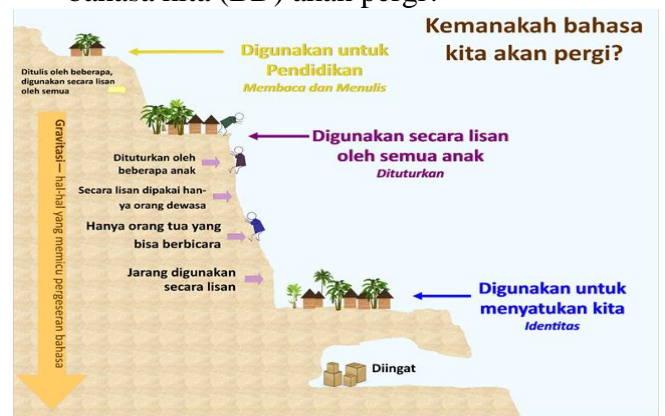 Kemanakah bahasa
kita akan pergi?
Digunakan untuk
Pendidikan
Membaca dan Menulis
Ditulis oleh beberapa,
digunakan secara lisan
oleh semua
Gravitasi— hal-hal yang memicu pergeseran bahasa
Digunakan secara lisan
oleh semua anak
Dituturkan
Dituturkan oleh
beberapa anak
Secara lisan dipakai han-
ya orang dewasa
Hanya orang tua yang
bisa berbicara
Jarang digunakan
secara lisan
Digunakan untuk
menyatukan kita
Identitas
Diingat